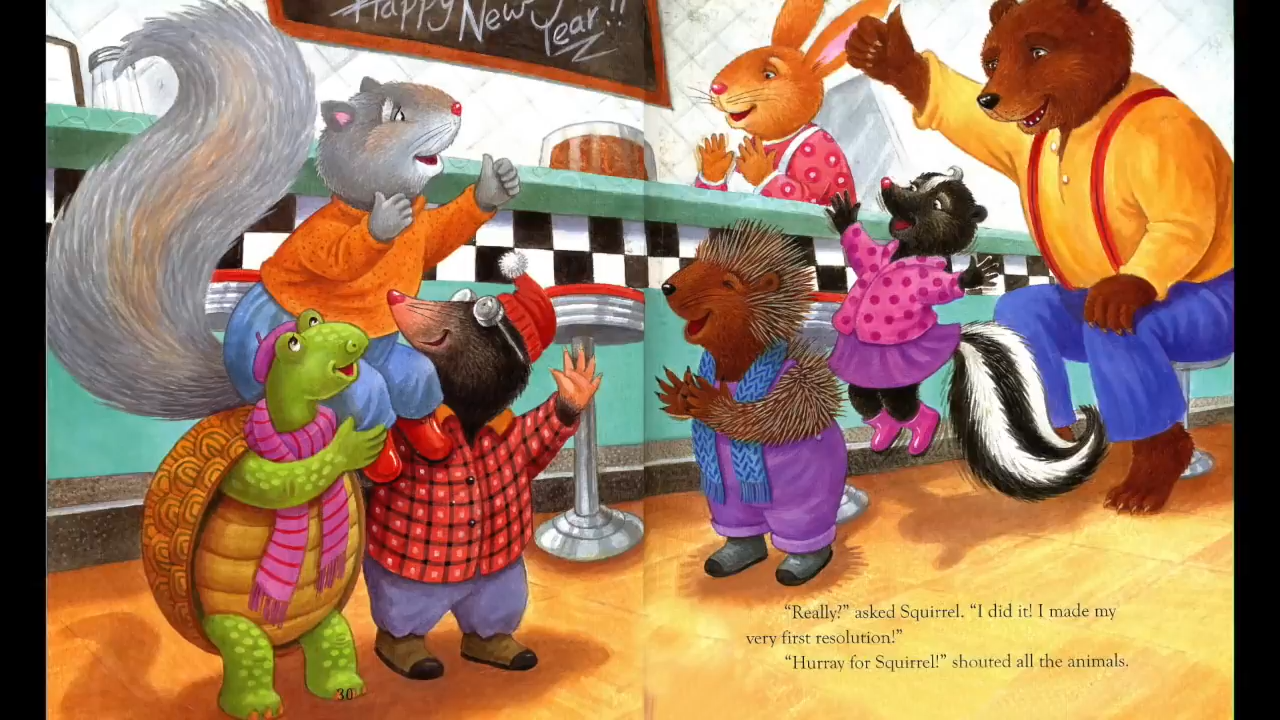 Happy New
Year!!
“Really?” asked Squirrel. “I did it! I made my
very first resolution!”
“Hurray for Squirrel!” shouted all the animals.
30